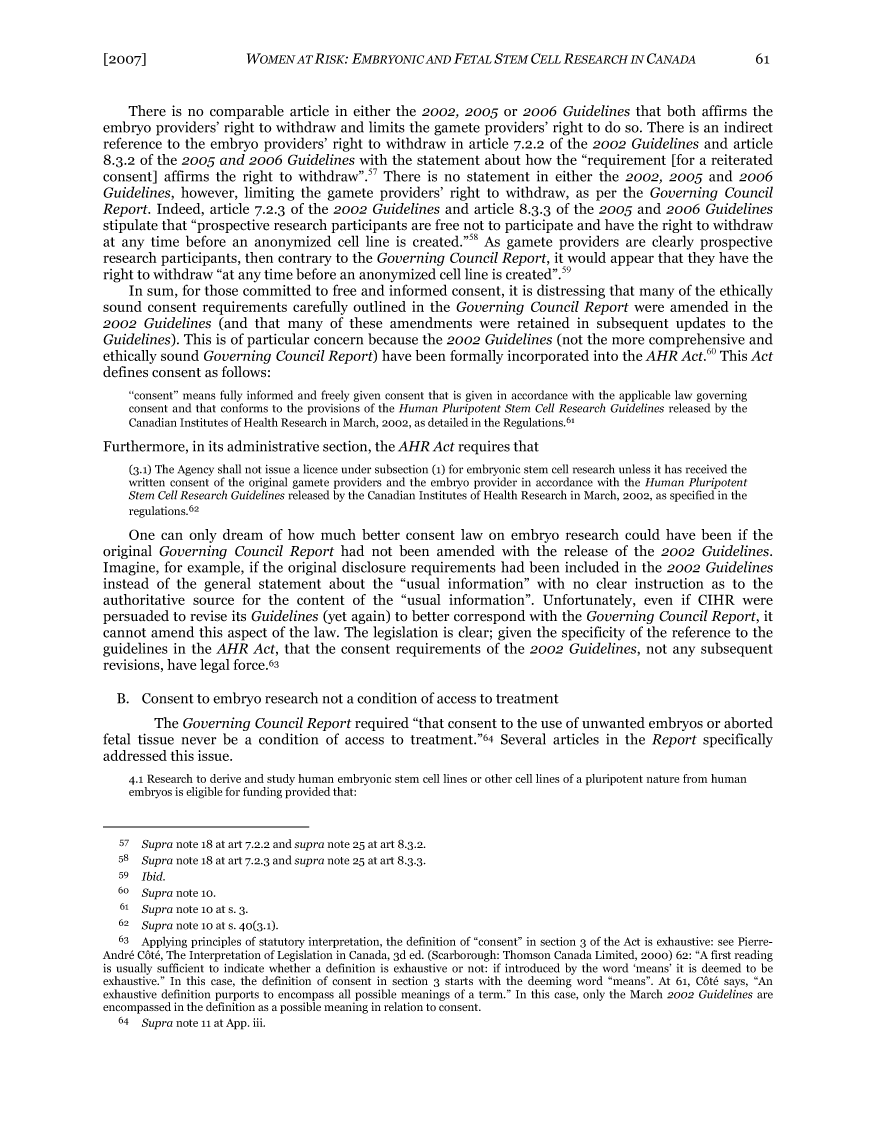 [2007] WOMEN AT RISK: EMBRYONIC AND FETAL STEM CELL RESEARCH IN CANADA 61
There is no comparable article in either the 2002, 2005 or 2006 Guidelines that both affirms the
embryo providers’ right to withdraw and limits the gamete providers’ right to do so. There is an indirect
reference to the embryo providers’ right to withdraw in article 7.2.2 of the 2002 Guidelines and article
8.3.2 of the 2005 and 2006 Guidelines with the statement about how the “requirement [for a reiterated
consent] affirms the right to withdraw”.57 There is no statement in either the 2002, 2005 and 2006
Guidelines, however, limiting the gamete providers’ right to withdraw, as per the Governing Council
Report. Indeed, article 7.2.3 of the 2002 Guidelines and article 8.3.3 of the 2005 and 2006 Guidelines
stipulate that “prospective research participants are free not to participate and have the right to withdraw
at any time before an anonymized cell line is created.”58 As gamete providers are clearly prospective
research participants, then contrary to the Governing Council Report, it would appear that they have the
right to withdraw “at any time before an anonymized cell line is created”.59
In sum, for those committed to free and informed consent, it is distressing that many of the ethically
sound consent requirements carefully outlined in the Governing Council Report were amended in the
2002 Guidelines (and that many of these amendments were retained in subsequent updates to the
Guidelines). This is of particular concern because the 2002 Guidelines (not the more comprehensive and
ethically sound Governing Council Report) have been formally incorporated into the AHR Act.60 This Act
defines consent as follows:
‘‘consent” means fully informed and freely given consent that is given in accordance with the applicable law governing
consent and that conforms to the provisions of the Human Pluripotent Stem Cell Research Guidelines released by the
Canadian Institutes of Health Research in March, 2002, as detailed in the Regulations.61
Furthermore, in its administrative section, the AHR Act requires that
(3.1) The Agency shall not issue a licence under subsection (1) for embryonic stem cell research unless it has received the
written consent of the original gamete providers and the embryo provider in accordance with the Human Pluripotent
Stem Cell Research Guidelines released by the Canadian Institutes of Health Research in March, 2002, as specified in the
regulations.62
One can only dream of how much better consent law on embryo research could have been if the
original Governing Council Report had not been amended with the release of the 2002 Guidelines.
Imagine, for example, if the original disclosure requirements had been included in the 2002 Guidelines
instead of the general statement about the “usual information” with no clear instruction as to the
authoritative source for the content of the “usual information”. Unfortunately, even if CIHR were
persuaded to revise its Guidelines (yet again) to better correspond with the Governing Council Report, it
cannot amend this aspect of the law. The legislation is clear; given the specificity of the reference to the
guidelines in the AHR Act, that the consent requirements of the 2002 Guidelines, not any subsequent
revisions, have legal force.63
B. Consent to embryo research not a condition of access to treatment
The Governing Council Report required “that consent to the use of unwanted embryos or aborted
fetal tissue never be a condition of access to treatment.”64 Several articles in the Report specifically
addressed this issue.
4.1 Research to derive and study human embryonic stem cell lines or other cell lines of a pluripotent nature from human
embryos is eligible for funding provided that:
57 Supra note 18 at art 7.2.2 and supra note 25 at art 8.3.2.
58 Supra note 18 at art 7.2.3 and supra note 25 at art 8.3.3.
59 Ibid.
60 Supra note 10.
61 Supra note 10 at s. 3.
62 Supra note 10 at s. 40(3.1).
63 Applying principles of statutory interpretation, the definition of “consent” in section 3 of the Act is exhaustive: see Pierre-
André Côté, The Interpretation of Legislation in Canada, 3d ed. (Scarborough: Thomson Canada Limited, 2000) 62: “A first reading
is usually sufficient to indicate whether a definition is exhaustive or not: if introduced by the word ‘means’ it is deemed to be
exhaustive.” In this case, the definition of consent in section 3 starts with the deeming word “means”. At 61, Côté says, “An
exhaustive definition purports to encompass all possible meanings of a term.” In this case, only the March 2002 Guidelines are
encompassed in the definition as a possible meaning in relation to consent.
64 Supra note 11 at App. iii.